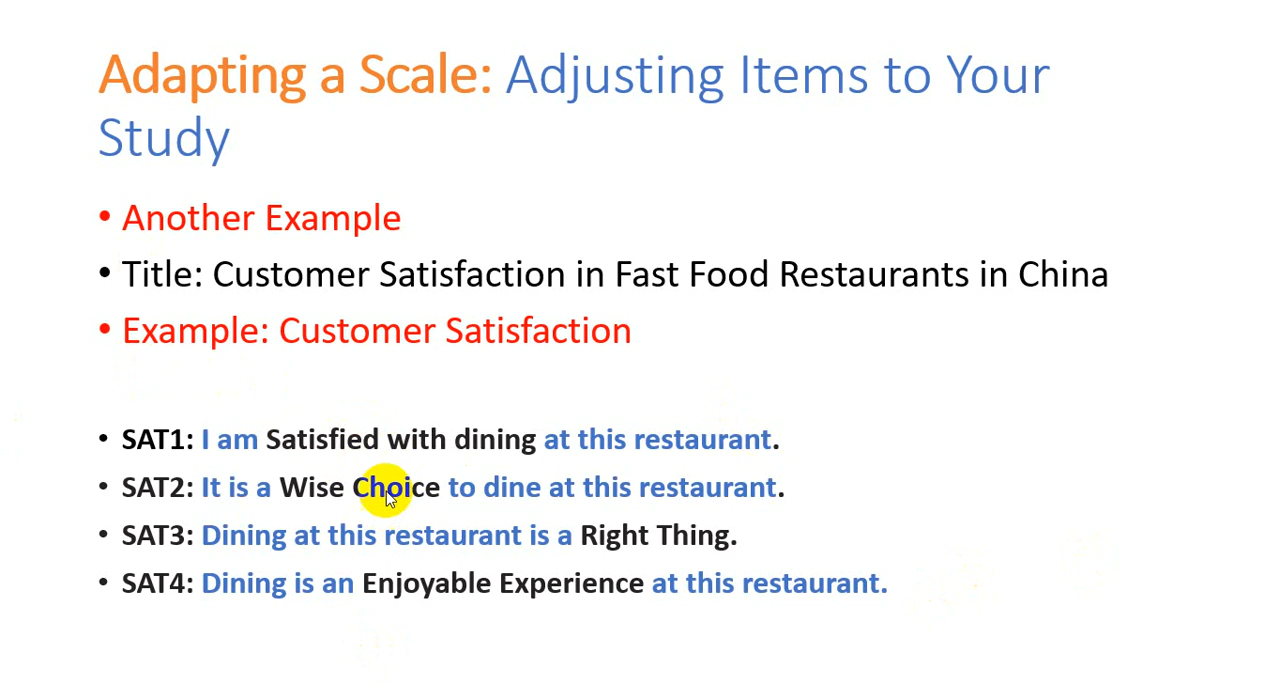 Adapting a Scale: Adjusting Items to Your
Study
• Another Example
• Title: Customer Satisfaction in Fast Food Restaurants in China
• Example: Customer Satisfaction
• SAT1: I am Satisfied with dining at this restaurant.
• SAT2: It is a Wise Choice to dine at this restaurant.
• SAT3: Dining at this restaurant is a Right Thing.
• SAT4: Dining is an Enjoyable Experience at this restaurant.